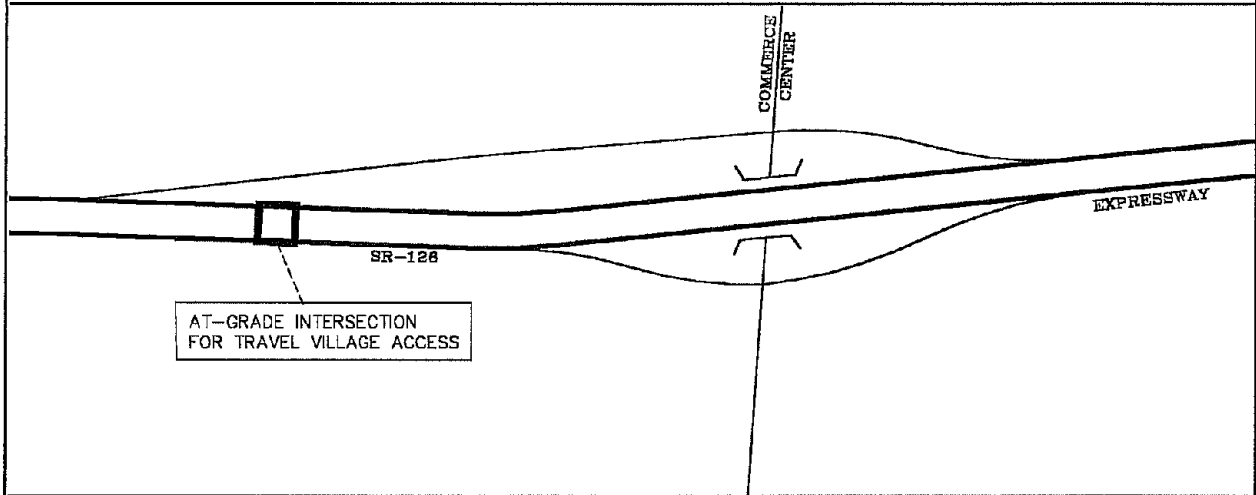 COMMERCE
CENTER
EXPRESSWAY
SR-126
AT-GRADE INTERSECTION
FOR TRAVEL VILLAGE ACCESS